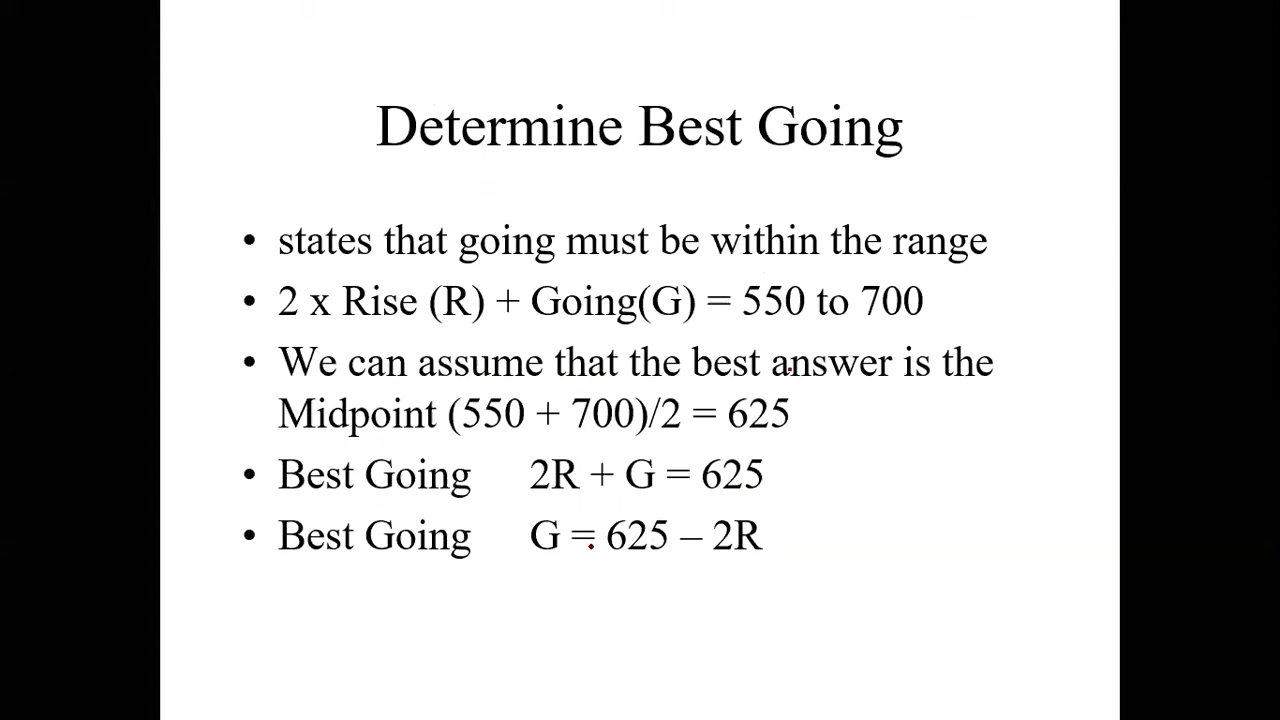 Determine Best Going
• states that going must be within the range
• 2 x Rise (R) + Going(G) = 550 to 700
• We can assume that the best answer is the
Midpoint (550 + 700)/2 = 625
• Best Going 2R + G = 625
• Best Going G = 625 – 2R